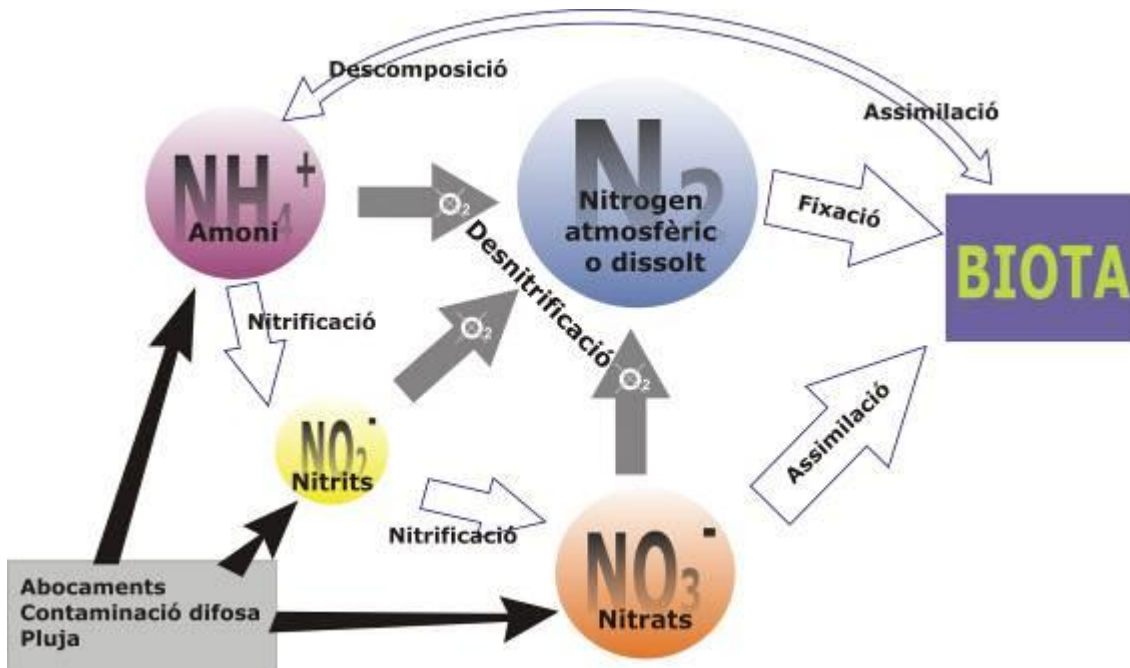 Descomposició
Assimilació
NH4+
Amoni
N2
Nitrogen
atmosfèric
o dissolt
O2
Fixació
BIOTA
Desnitrificació
Nitrificació
O2
O2
NO2-
Nitrits
Assimilació
Nitrificació
NO3-
Nitrats
Abocaments
Contaminació difosa
Pluja